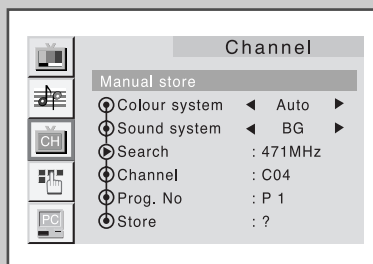 Channel
Manual store
Colour system ◀ Auto ▶
Sound system ◀ BG ▶
CH
Search : 471MHz
Channel : C04
Prog. No : P 1
PC
Store : ?